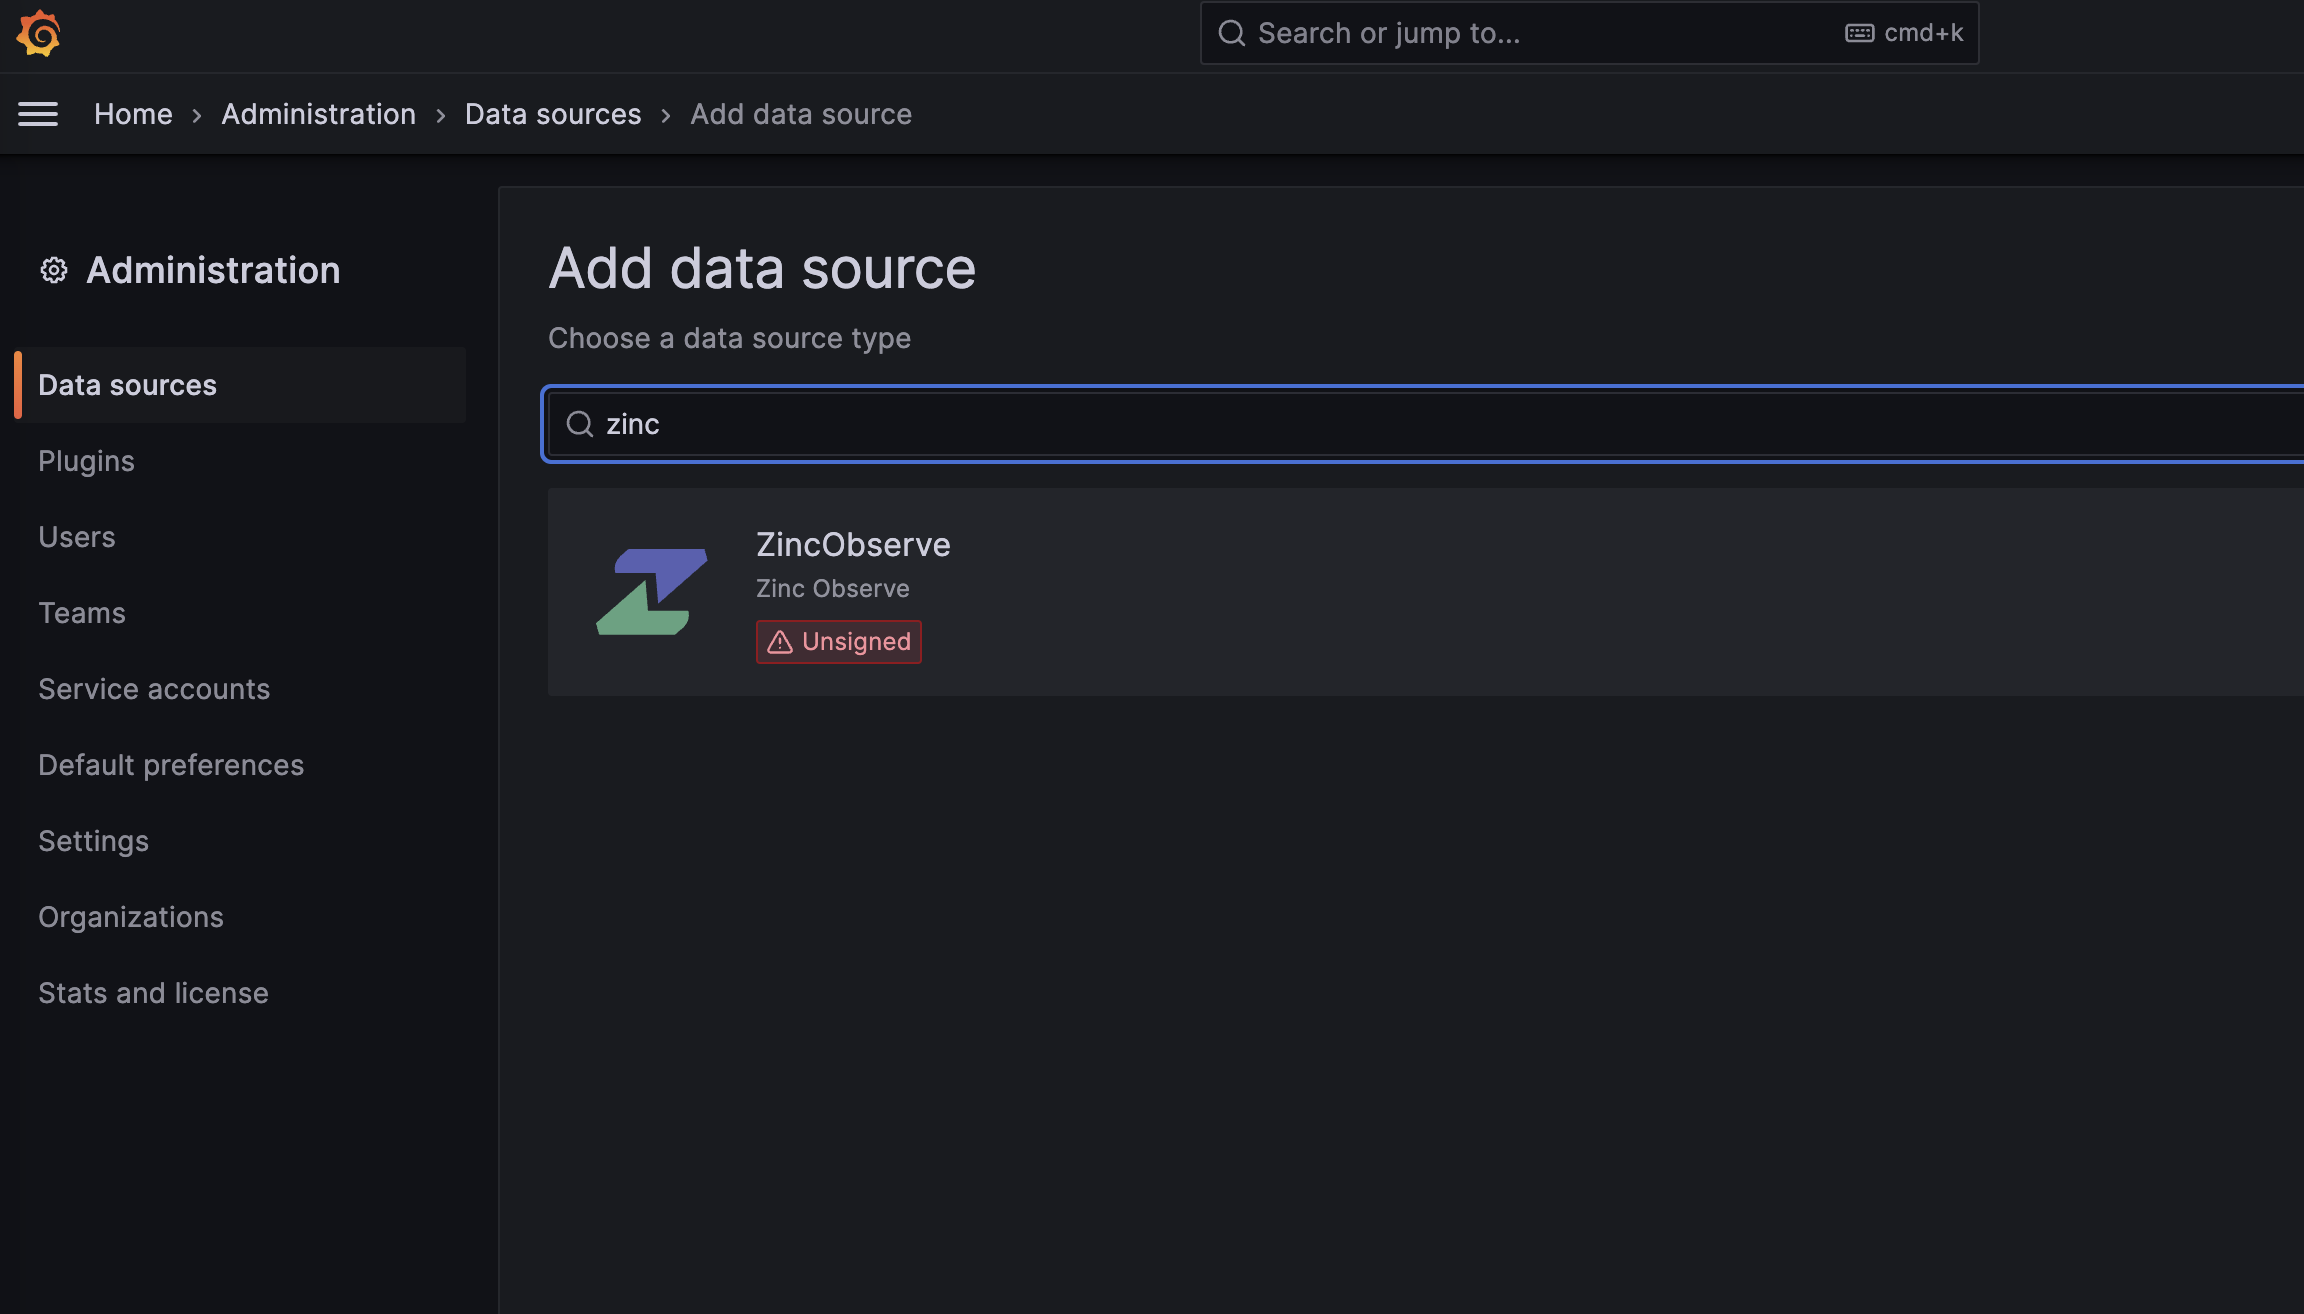 Search or jump to...
cmd+k
Home › Administration › Data sources › Add data source
Administration
Data sources
Plugins
Users
Teams
Service accounts
Default preferences
Settings
Organizations
Stats and license
Add data source
Choose a data source type
zinc
ZincObserve
Zinc Observe
Unsigned